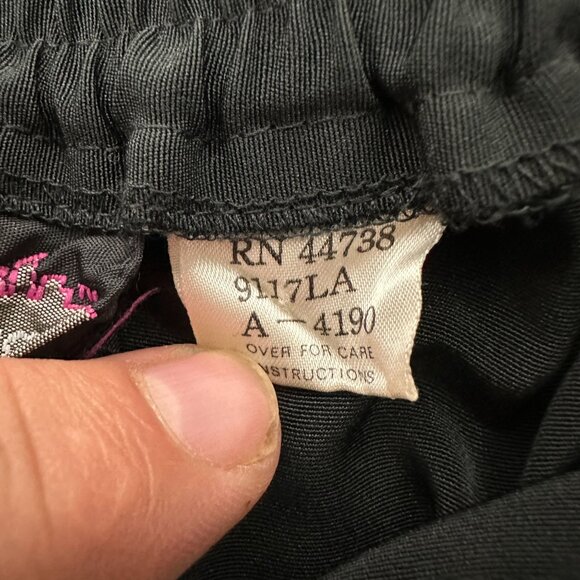 RN 44738
9117LA
A — 4190
OVER FOR CARE
INSTRUCTIONS